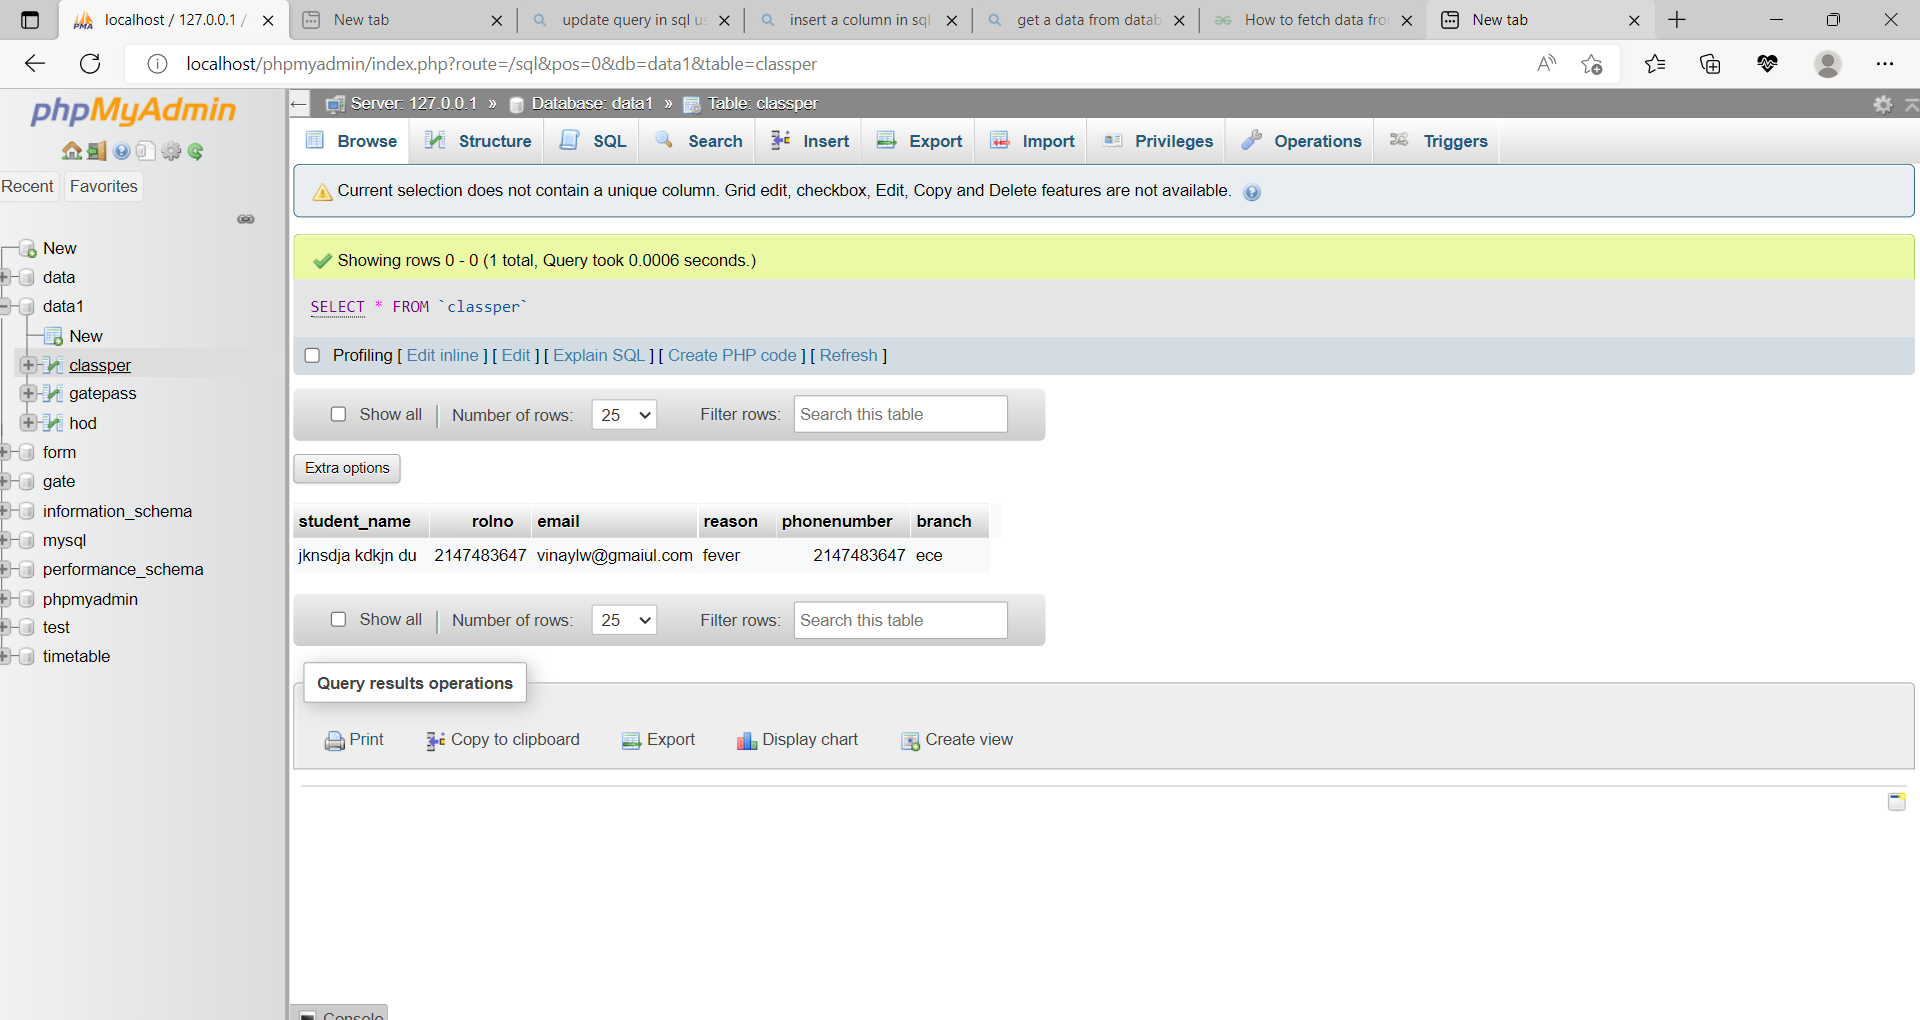 localhost / 127.0.0.1 /
New tab
update query in sql us
insert a column in sql
get a data from datab
How to fetch data fro
New tab
localhost/phpmyadmin/index.php?route=/sql&pos=0&db=data1&table=classper
phpMyAdmin
Recent
Favorites
New
data
data1
New
classper
gatepass
hod
form
gate
information_schema
mysql
performance_schema
phpmyadmin
test
timetable
Server: 127.0.0.1 » Database: data1 » Table: classper
Browse Structure SQL Search Insert Export Import Privileges Operations Triggers
Current selection does not contain a unique column. Grid edit, checkbox, Edit, Copy and Delete features are not available.
Showing rows 0 - 0 (1 total, Query took 0.0006 seconds.)
SELECT * FROM `classper`
Profiling [ Edit inline ] [ Edit ] [ Explain SQL ] [ Create PHP code ] [ Refresh ]
Show all Number of rows: 25 Filter rows: Search this table
Extra options
student_name rolno email reason phonenumber branch
jknsdja kdkjn du 2147483647 vinaylw@gmaiul.com fever 2147483647 ece
Show all Number of rows: 25 Filter rows: Search this table
Query results operations
Print Copy to clipboard Export Display chart Create view
Console